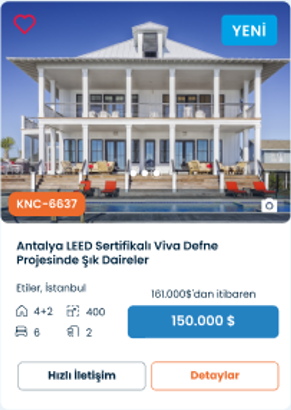 YENİ
KNC-6637
Antalya LEED Sertifikalı Viva Defne
Projesinde Şık Daireler
Etiler, İstanbul
161.000$'dan itibaren
4+2 400
150.000 $
6 2
Hızlı İletişim Detaylar